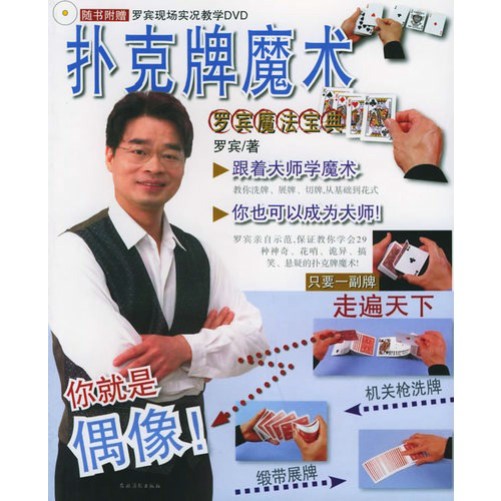 随书附赠 罗宾现场实况教学DVD
扑克牌魔术
罗宾魔法宝典
罗宾/著
跟着大师学魔术
教你洗牌、展牌、切牌,从基础到花式
你也可以成为大师!
罗宾亲自示范,保证教你学会29
种神奇、花哨、诡异、搞
笑、悬疑的扑克牌魔术!
只要一副牌
走遍天下
你就是
偶像!
机关枪洗牌
缎带展牌